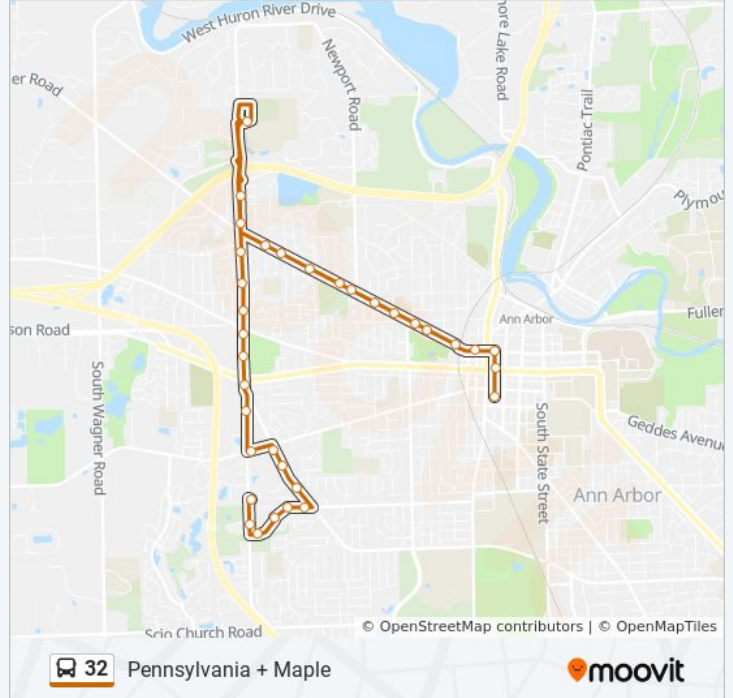 West Huron River Drive
nore Lake Road
er Road
Newport Road
Pontiac Trail
Plymou
Fuller
Ann Arbor
son Road
South Wagner Road
Geddes Avenu
South State Street
Ann Arbor
Scio Church Road
© OpenStreetMap contributors | © OpenMapTiles
32 Pennsylvania + Maple
moovit